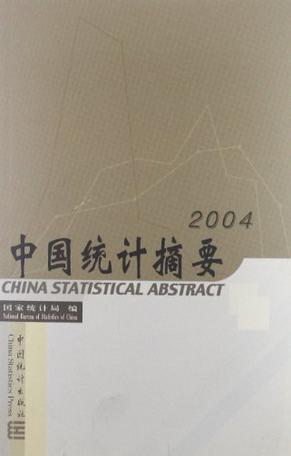 2004
中国统计摘要
CHINA STATISTICAL ABSTRACT
国家统计局 编
National Bureau of Statistics of China
中国统计出版社
China Statistics Press